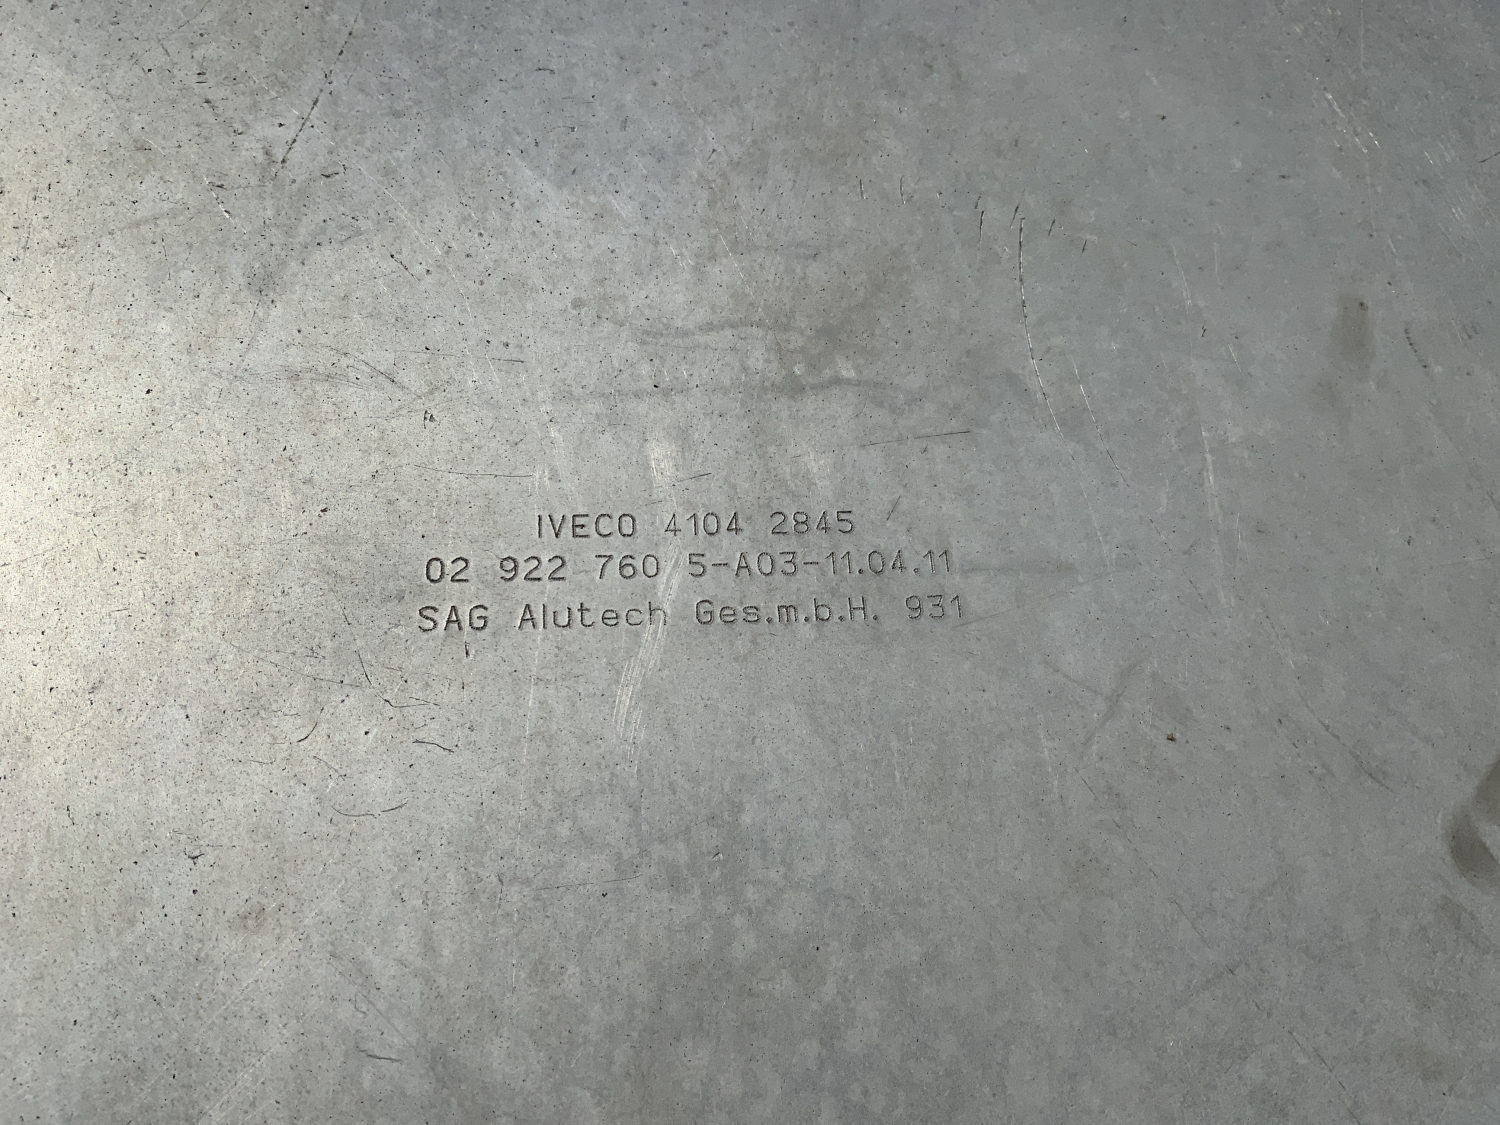 IVECO 4104 2845
02 922 760 5-A03-11.04.11
SAG Alutech Ges.m.b.H. 931